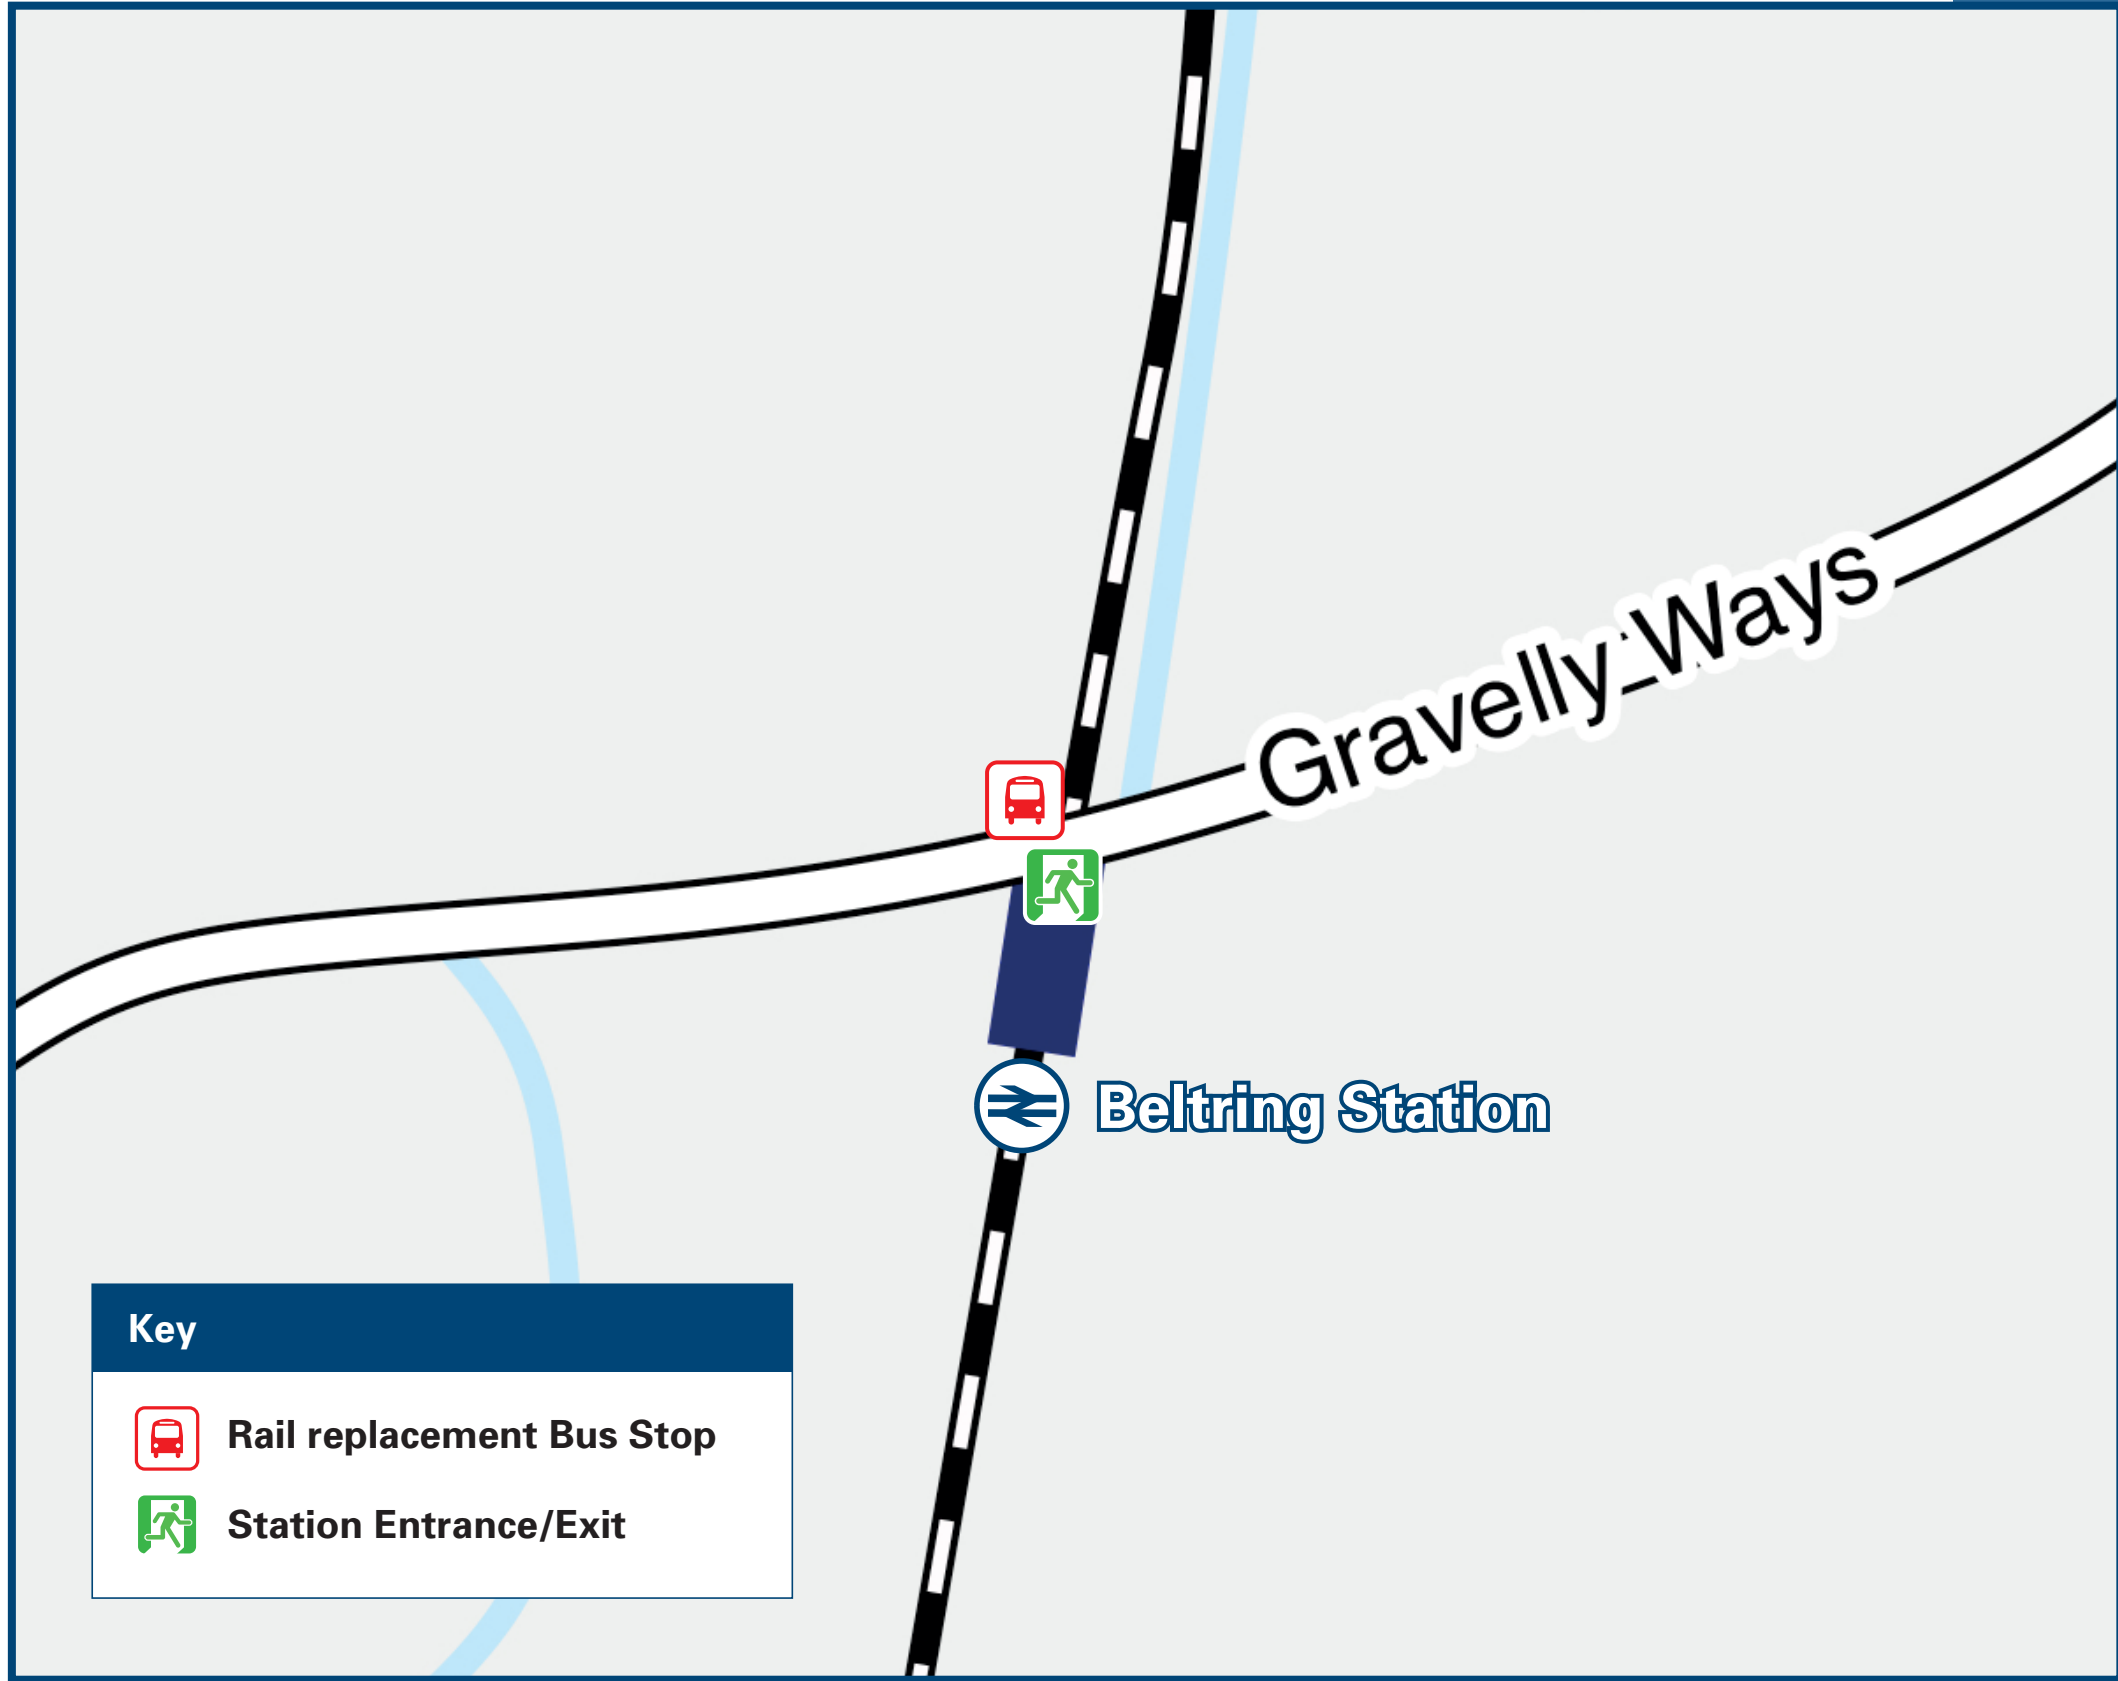 Gravelly Ways
Beltring Station
Key
Rail replacement Bus Stop
Station Entrance/Exit